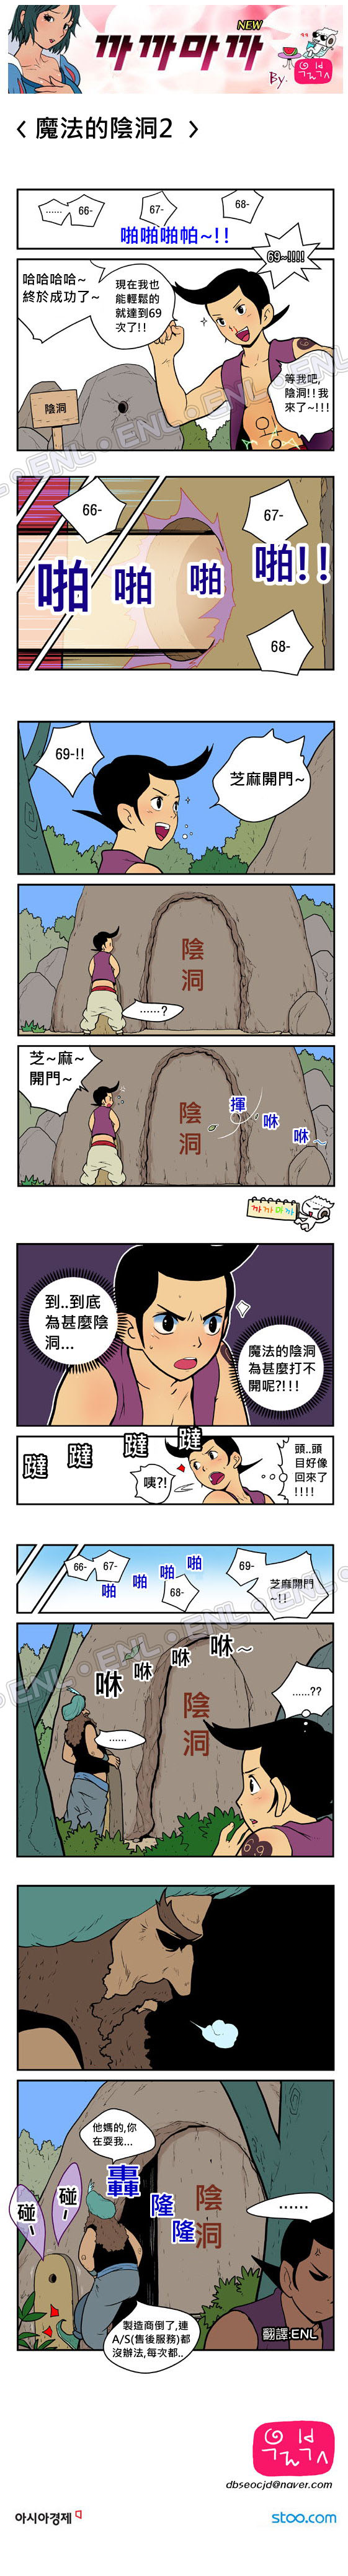 NEW
까까마까
By.
< 魔法的陰洞2 >
......
66-
67-
68-
啪啪啪帕~!!
69~!!!!
哈哈哈哈~
終於成功了~
現在我也
能輕鬆的
就達到69
次了!!
陰洞
等我吧,
陰洞!!我
來了~!!!
66-
67-
啪 啪 啪 啪!!
68-
69-!!
芝麻開門~
陰
洞
......?
芝~麻~
開門~
陰
洞
揮
咻
咻~
까까마까
到..到底
為甚麼陰
洞...
魔法的陰洞
為甚麼打不
開呢?!!!
躂 躂 躂 躂
咦?!
頭..頭
目好像
回來了
!!!!
66-
67-
啪 啪 啪 啪
68-
69-
芝麻開門
~!!
咻 咻 咻 咻~
陰
洞
......
......??
69
他媽的,你
在耍我...
轟
隆
隆
陰
洞
碰-
碰-
......
製造商倒了,連
A/S(售後服務)都
沒辦法,每次都..
翻譯:ENL
dbseocjd@naver.com
아시아경제
stoo.com
ENL